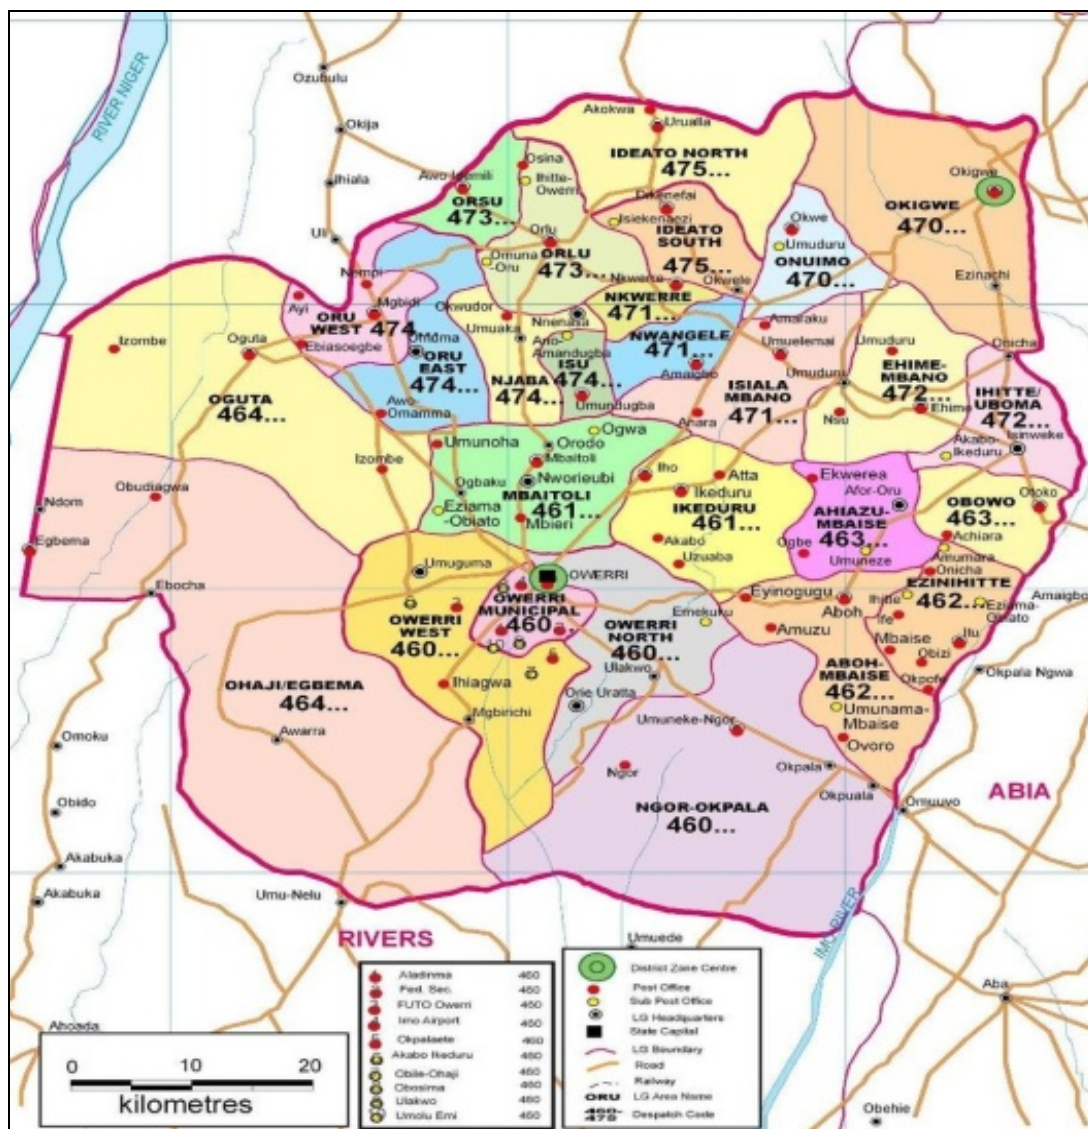 RIVER NIGER
Ozubulu
Okija
Ihiala
Uli
Akokwa
Urualla
IDEATO NORTH
475...
Osina
Ihitte-
Owerri
ORSU
473...
Dikenefai
Isiekenaezi
IDEATO
SOUTH
475...
Okwe
Umuduru
ONUIMO
470...
Okigwe
OKIGWE
470...
Ezinachi
Orlu
ORLU
473...
Omuna
-Oru
Nkwerre
Okwele
NKWERRE
471...
Nempi
Mgbidi
Ayi
ORU
WEST
474
Ebiasoegbe
Omuma
ORU
EAST
474...
Okwudor
Umuaka
Nnenasa
Amandugba
ISU
474...
Umundugba
NJABA
474...
NWANGELE
471...
Amaigbo
Amaraku
Umuelemai
Umuduru
ISIALA
MBANO
471...
Anara
Umuduru
EHIME-
MBANO
472...
Ehime
Nsu
Onicha
IHITTE/
UBOMA
472...
Isinweke
Akabo-
Ikeduru
Izombe
Oguta
OGUTA
464...
Awo-
Omamma
Izombe
Umunoha
Ogwa
Orodo
Mbaitoli
Nworieubi
MBAITOLI
461...
Mbieri
Ogbaku
Eziama
-Obiato
Iho
Atta
Ikeduru
IKEDURU
461...
Akabo
Uzuaba
Ekwerea
Afor-Oru
AHIAZU-
MBAISE
463...
Ogbe
Umuneze
OBOWO
463...
Otoko
Achiara
Amumara
Onicha
EZINIHITTE
462...
Ihitte
Ife
Eziama-
Obiato
Itu
Mbaise
Obizi
Okpofe
Amaigbo
Okpala Ngwa
Ndom
Obudiagwa
Egbema
Ebocha
Umuguma
OWERRI
OWERRI
MUNICIPAL
460
OWERRI
WEST
460...
Emekuku
OWERRI
NORTH
460...
Ulakwo
Orie Uratta
Eyinogugu
Aboh
Amuzu
ABOH-
MBAISE
462...
Umunama-
Mbaise
Ovoro
OHAJI/EGBEMA
464...
Awarra
Ihiagwa
Mgbirichi
Umuneke-Ngor
Ngor
Okpala
Okpuala
NGOR-OKPALA
460...
Omuuvo
ABIA
Omoku
Obido
Akabuka
Akabuka
Umu-Nelu
RIVERS
Umuede
IMO RIVER
Aba
Obehie
Ahoada
0 10 20
kilometres
Aladinma 460
Fed. Sec. 460
FUTO Owerri 460
Imo Airport 460
Okpalaete 460
Akabo Ikeduru 460
Obile-Ohaji 460
Obosima 460
Ulakwo 460
Umolu Emi 460
District Zone Centre
Post Office
Sub Post Office
LG Headquarters
State Capital
LG Boundary
Road
Railway
ORU LG Area Name
460-
475 Despatch Code